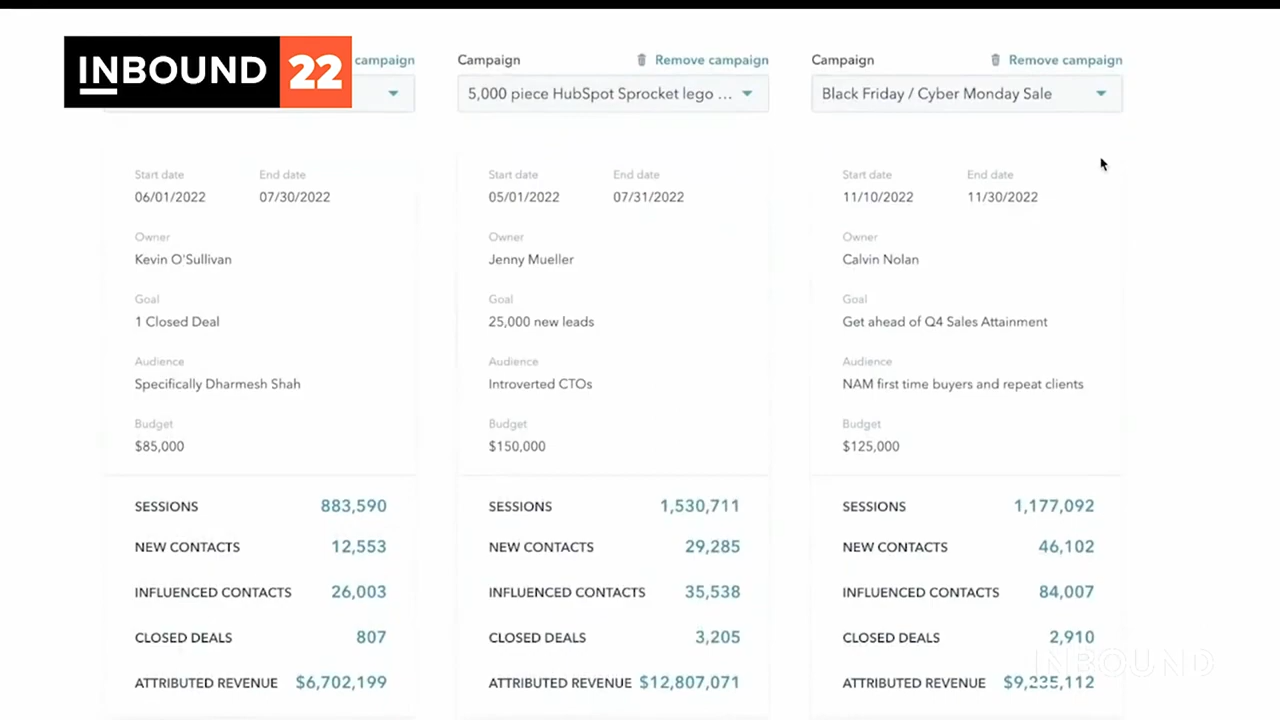 INBOUND 22
campaign
Campaign Remove campaign
5,000 piece HubSpot Sprocket lego ...
Campaign Remove campaign
Black Friday / Cyber Monday Sale
Start date End date
06/01/2022 07/30/2022
Owner
Kevin O'Sullivan
Goal
1 Closed Deal
Audience
Specifically Dharmesh Shah
Budget
$85,000
SESSIONS 883,590
NEW CONTACTS 12,553
INFLUENCED CONTACTS 26,003
CLOSED DEALS 807
ATTRIBUTED REVENUE $6,702,199
Start date End date
05/01/2022 07/31/2022
Owner
Jenny Mueller
Goal
25,000 new leads
Audience
Introverted CTOs
Budget
$150,000
SESSIONS 1,530,711
NEW CONTACTS 29,285
INFLUENCED CONTACTS 35,538
CLOSED DEALS 3,205
ATTRIBUTED REVENUE $12,807,071
Start date End date
11/10/2022 11/30/2022
Owner
Calvin Nolan
Goal
Get ahead of Q4 Sales Attainment
Audience
NAM first time buyers and repeat clients
Budget
$125,000
SESSIONS 1,177,092
NEW CONTACTS 46,102
INFLUENCED CONTACTS 84,007
CLOSED DEALS 2,910
ATTRIBUTED REVENUE $9,235,112
INBOUND